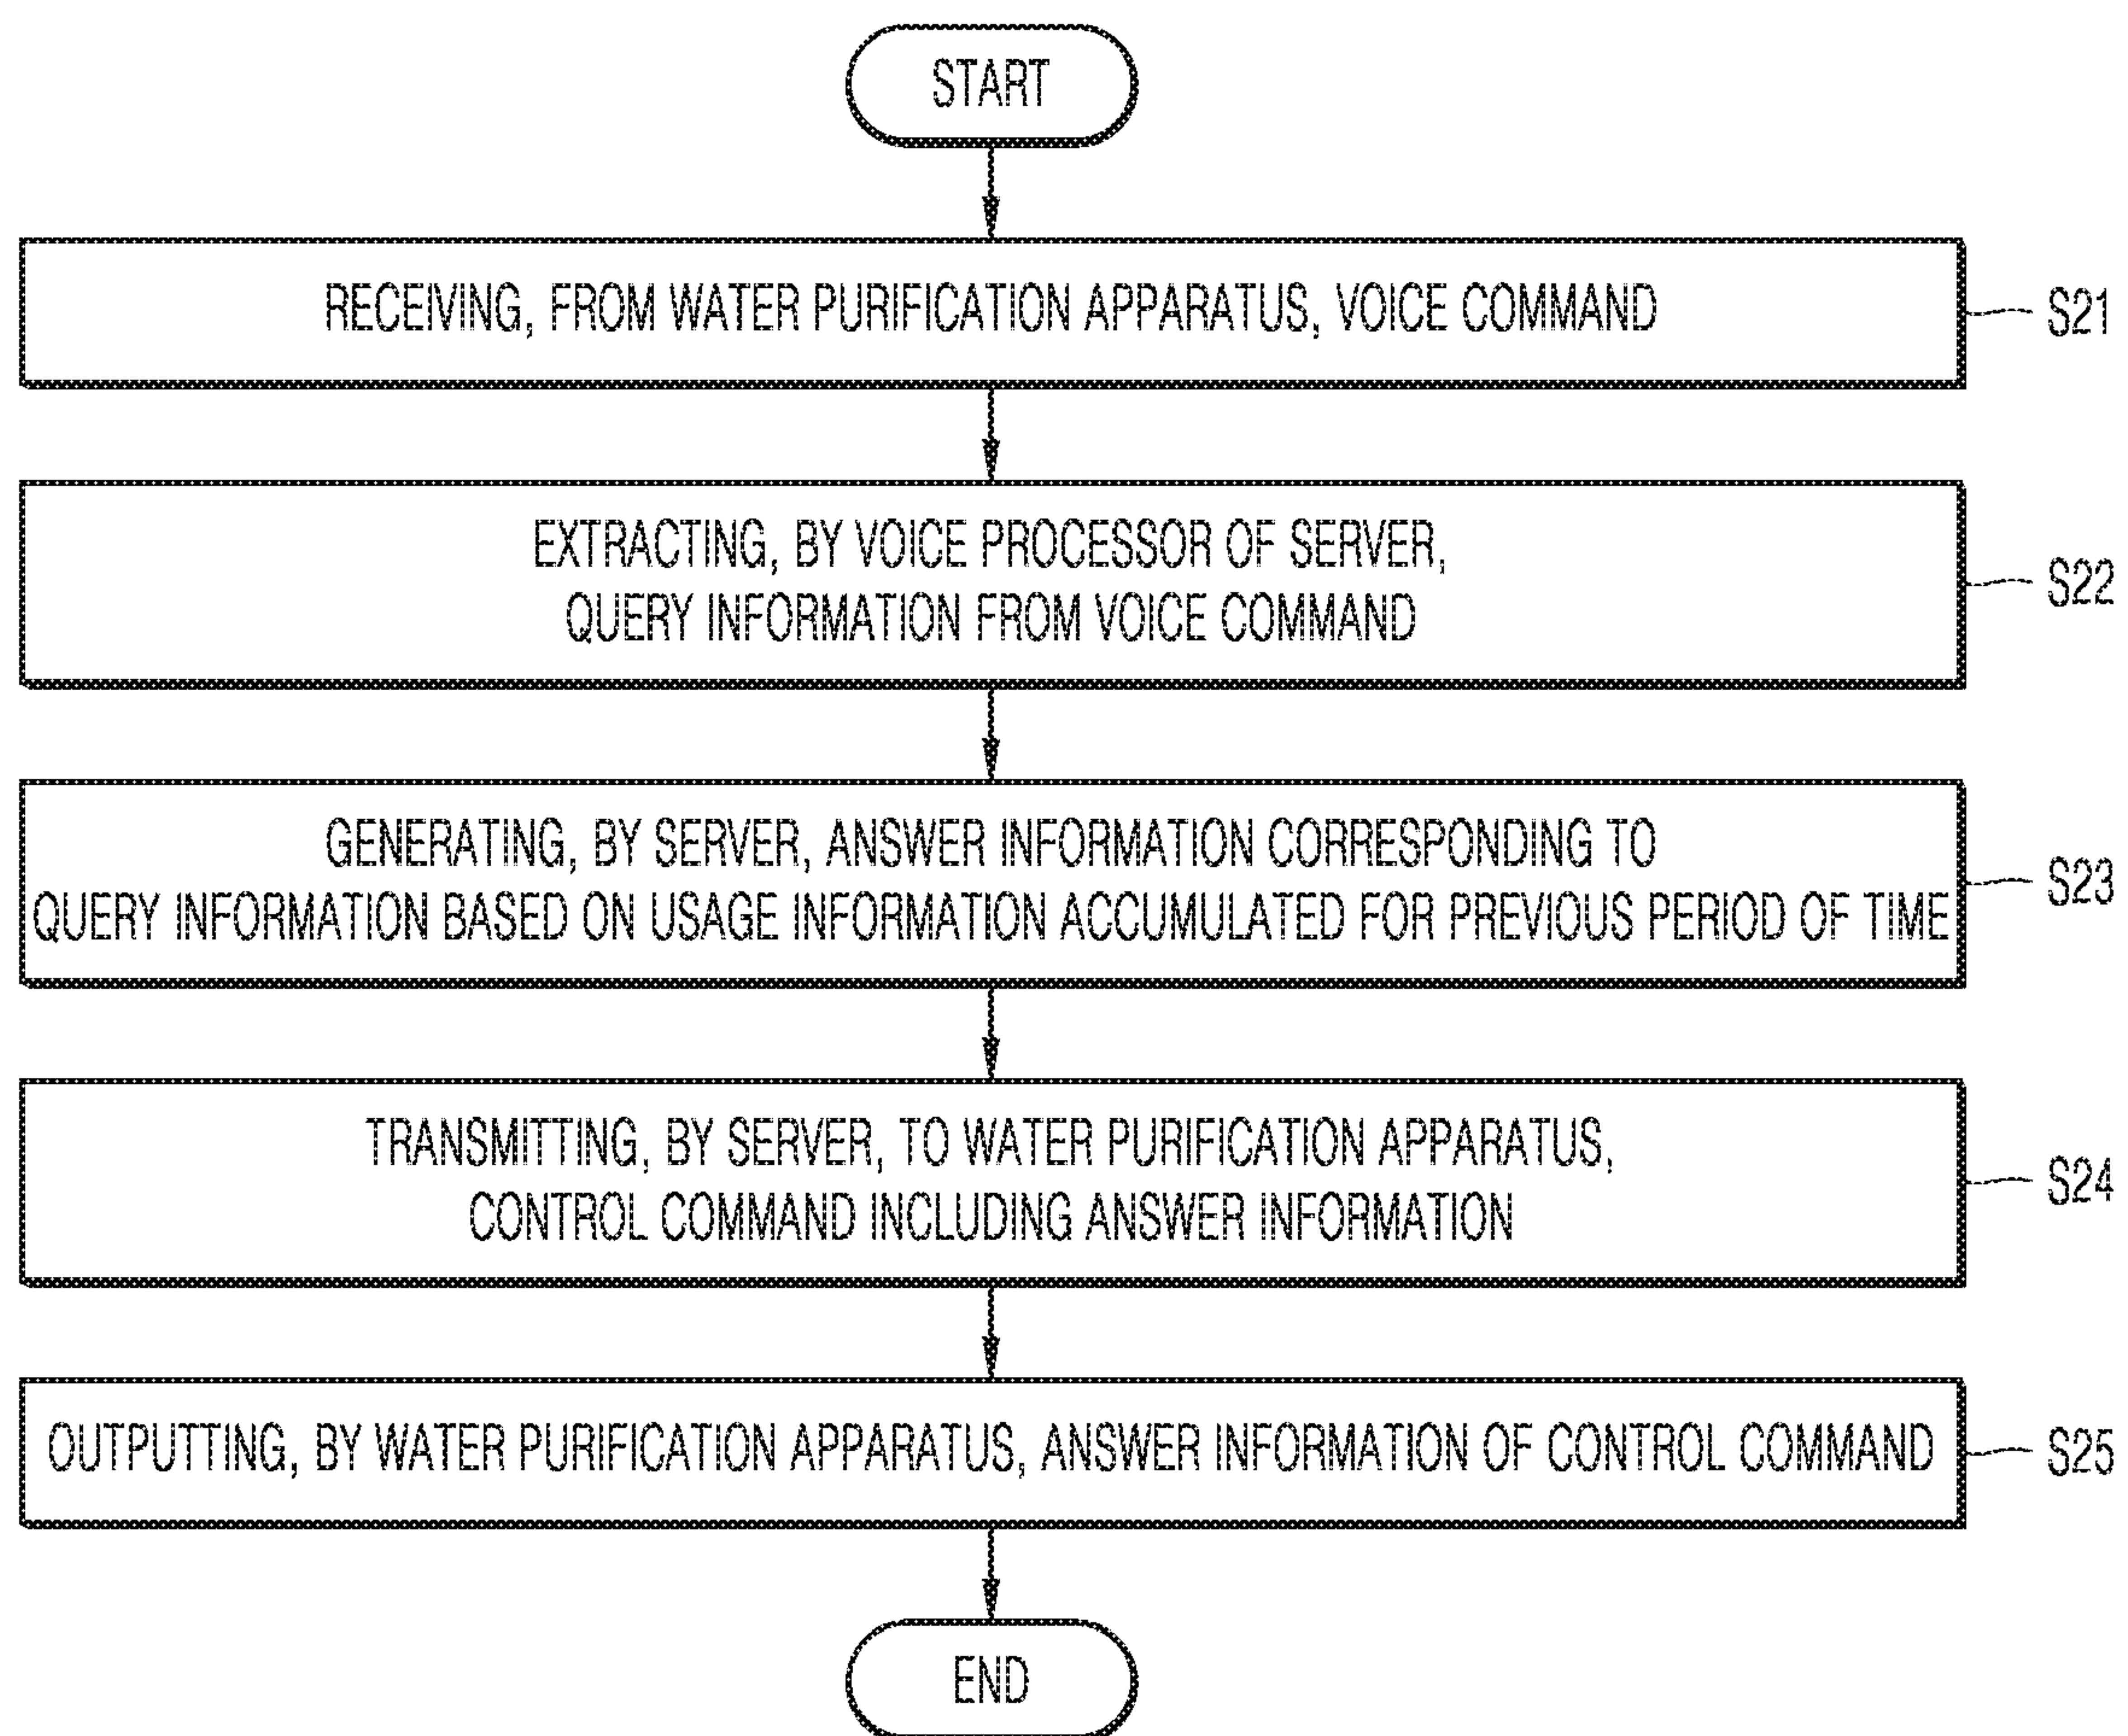 START
RECEIVING, FROM WATER PURIFICATION APPARATUS, VOICE COMMAND
S21
EXTRACTING, BY VOICE PROCESSOR OF SERVER,
QUERY INFORMATION FROM VOICE COMMAND
S22
GENERATING, BY SERVER, ANSWER INFORMATION CORRESPONDING TO
QUERY INFORMATION BASED ON USAGE INFORMATION ACCUMULATED FOR PREVIOUS PERIOD OF TIME
S23
TRANSMITTING, BY SERVER, TO WATER PURIFICATION APPARATUS,
CONTROL COMMAND INCLUDING ANSWER INFORMATION
S24
OUTPUTTING, BY WATER PURIFICATION APPARATUS, ANSWER INFORMATION OF CONTROL COMMAND
S25
END